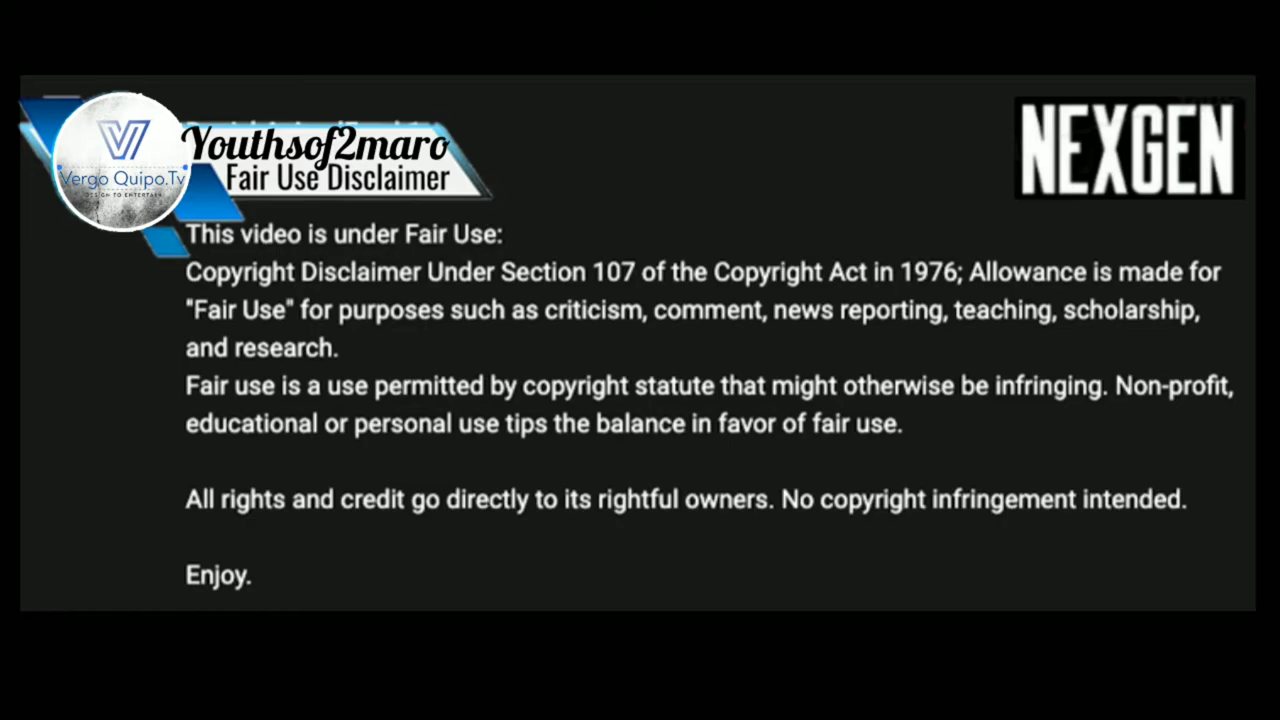 Vergo Quipo.Tv
DESIGN TO ENTERTAIN
Youthsof2maro
Fair Use Disclaimer
NEXGEN
This video is under Fair Use:
Copyright Disclaimer Under Section 107 of the Copyright Act in 1976; Allowance is made for
"Fair Use" for purposes such as criticism, comment, news reporting, teaching, scholarship,
and research.
Fair use is a use permitted by copyright statute that might otherwise be infringing. Non-profit,
educational or personal use tips the balance in favor of fair use.
All rights and credit go directly to its rightful owners. No copyright infringement intended.
Enjoy.